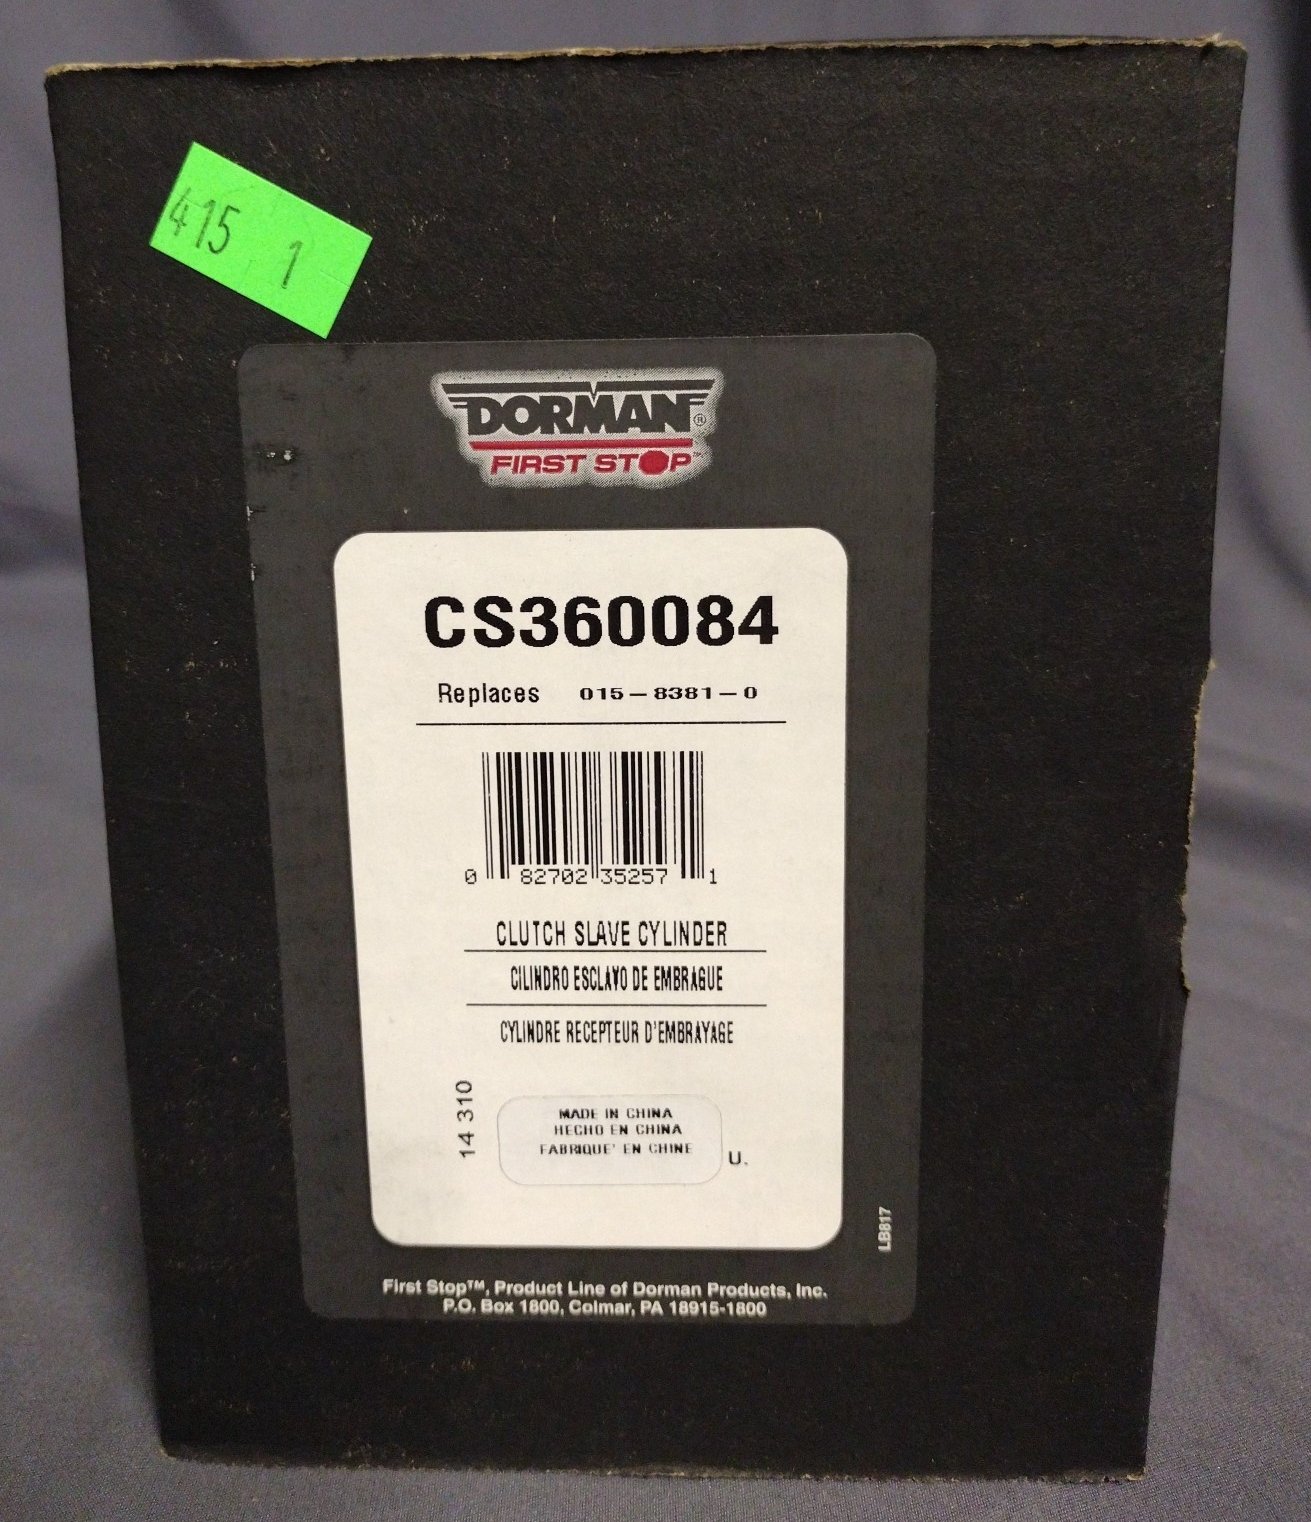 415 1
DORMAN®
FIRST STOP™
CS360084
Replaces 015-8381-0
0 82702 35257 1
CLUTCH SLAVE CYLINDER
CILINDRO ESCLAVO DE EMBRAGUE
CYLINDRE RECEPTEUR D'EMBRAYAGE
14 310
MADE IN CHINA
HECHO EN CHINA
FABRIQUE' EN CHINE
U.
LB817
First Stop™, Product Line of Dorman Products, Inc.
P.O. Box 1800, Colmar, PA 18915-1800